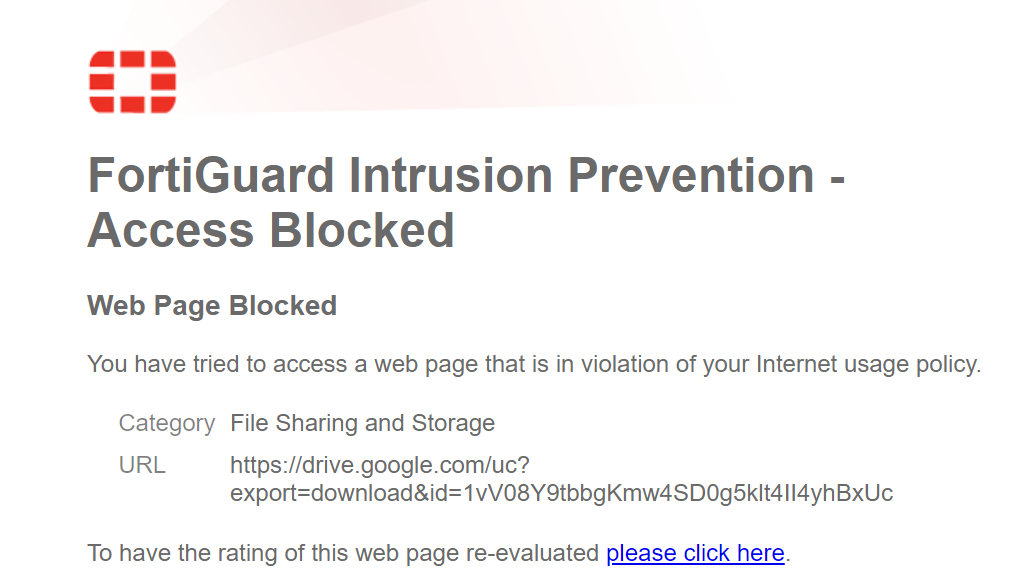 FortiGuard Intrusion Prevention -
Access Blocked
Web Page Blocked
You have tried to access a web page that is in violation of your Internet usage policy.
Category File Sharing and Storage
URL https://drive.google.com/uc?
export=download&id=1vV08Y9tbbgKmw4SD0g5klt4II4yhBxUc
To have the rating of this web page re-evaluated please click here.